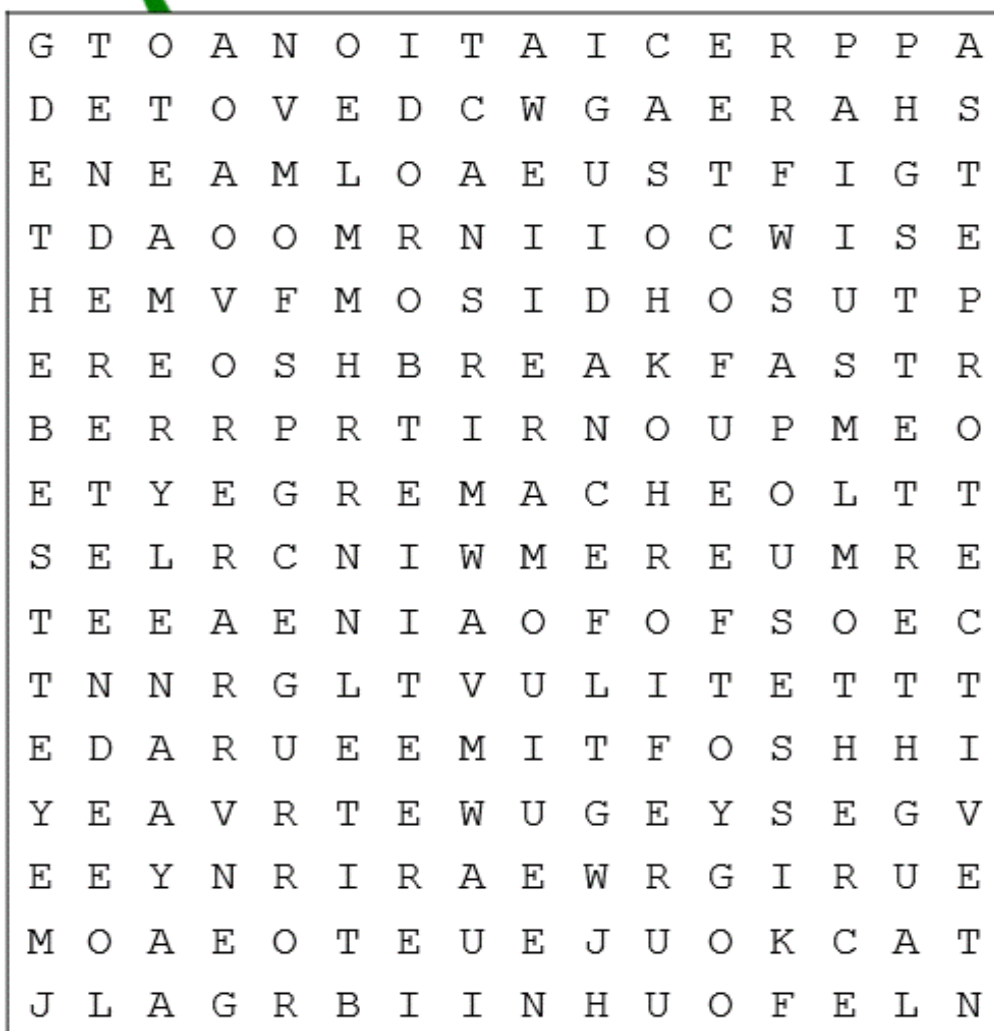 G T O A N O I T A I C E R P P A
D E T O V E D C W G A E R A H S
E N E A M L O A E U S T F I G T
T D A O O M R N I I O C W I S E
H E M V F M O S I D H O S U T P
E R E O S H B R E A K F A S T R
B E R R P R T I R N O U P M E O
E T Y E G R E M A C H E O L T T
S E L R C N I W M E R E U M R E
T E E A E N I A O F O F S O E C
T N N R G L T V U L I T E T T T
E D A R U E E M I T F O S H H I
Y E A V R T E W U G E Y S E G V
E E Y N R I R A E W R G I R U E
M O A E O T E U E J U O K C A T
J L A G R B I I N H U O F E L N